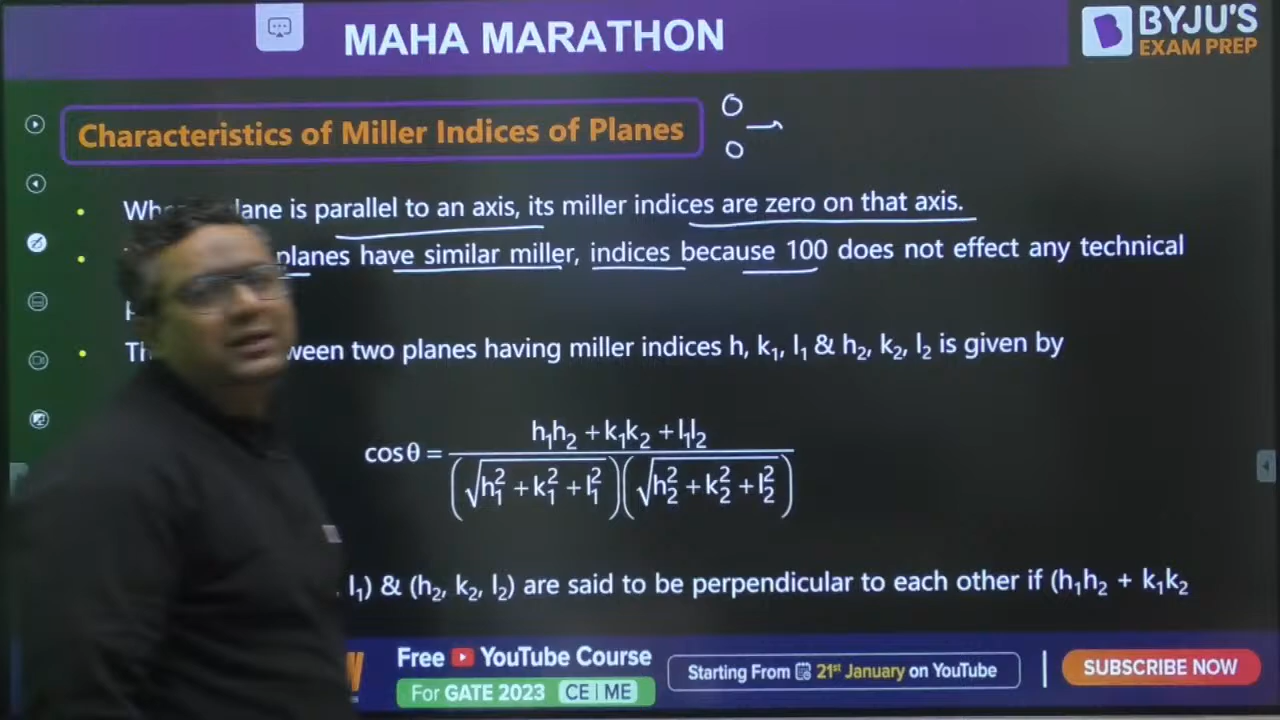 MAHA MARATHON
BYJU'S
EXAM PREP
Characteristics of Miller Indices of Planes
plane is parallel to an axis, its miller indices are zero on that axis.
planes have similar miller, indices because 100 does not effect any technical
between two planes having miller indices h, k₁, l₁ & h₂, k₂, l₂ is given by
cosθ = (h₁h₂ + k₁k₂ + l₁l₂) / (√(h₁² + k₁² + l₁²))(√(h₂² + k₂² + l₂²))
l₁) & (h₂, k₂, l₂) are said to be perpendicular to each other if (h₁h₂ + k₁k₂
Free YouTube Course
For GATE 2023 CE | ME
Starting From 21st January on YouTube
SUBSCRIBE NOW